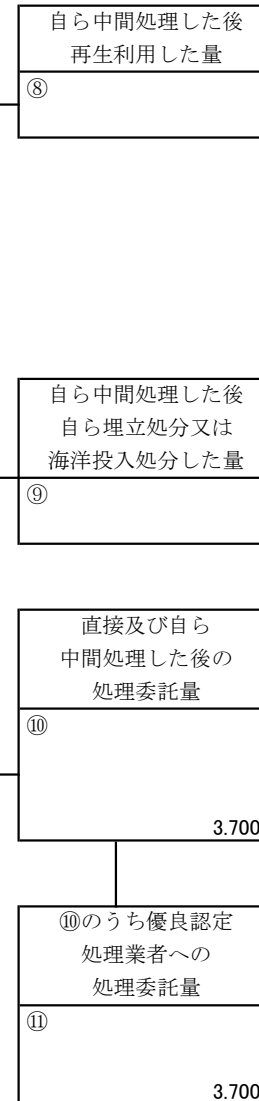 自ら中間処理した後
再生利用した量
⑧
自ら中間処理した後
自ら埋立処分又は
海洋投入処分した量
⑨
直接及び自ら
中間処理した後の
処理委託量
⑩
3.700
⑩のうち優良認定
処理業者への
処理委託量
⑪
3.700